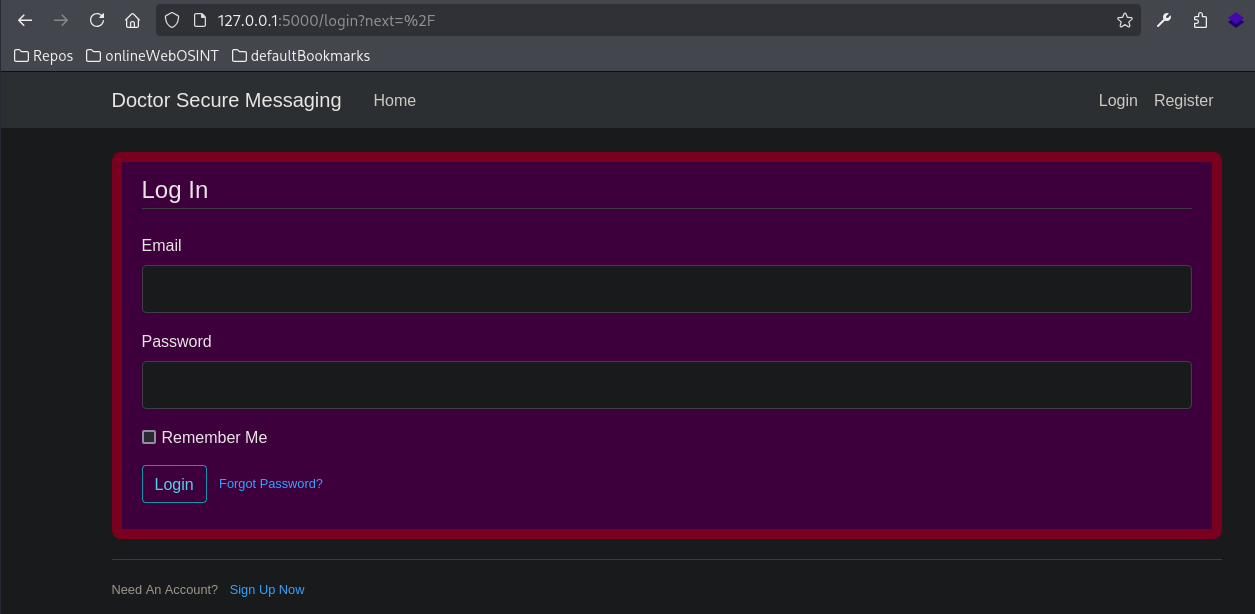 127.0.0.1:5000/login?next=%2F
Repos onlineWebOSINT defaultBookmarks
Doctor Secure Messaging Home Login Register
Log In
Email
Password
Remember Me
Login Forgot Password?
Need An Account? Sign Up Now